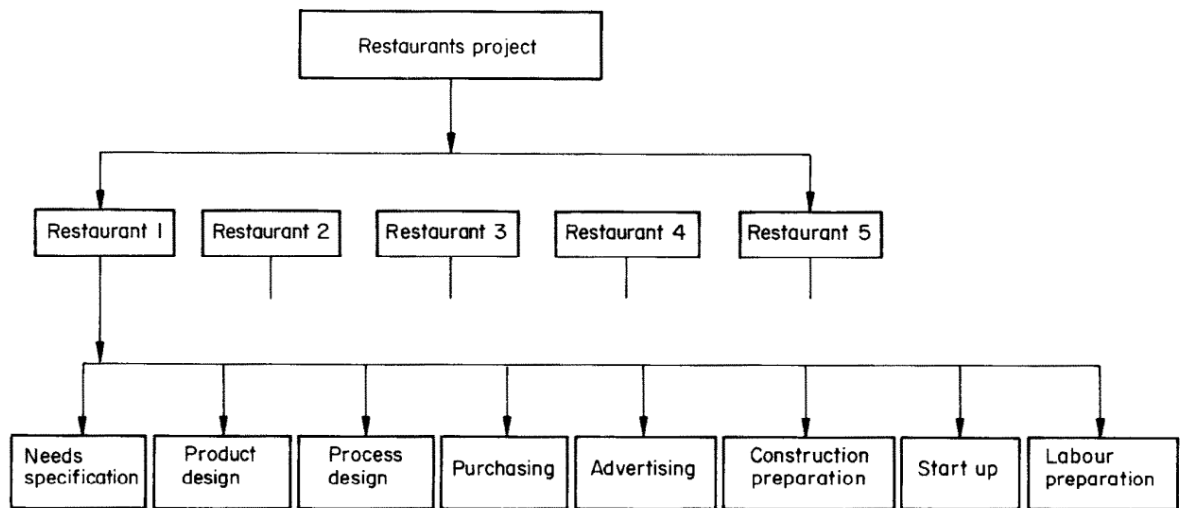 Restaurants project
Restaurant 1
Restaurant 2
Restaurant 3
Restaurant 4
Restaurant 5
Needs
specification
Product
design
Process
design
Purchasing
Advertising
Construction
preparation
Start up
Labour
preparation